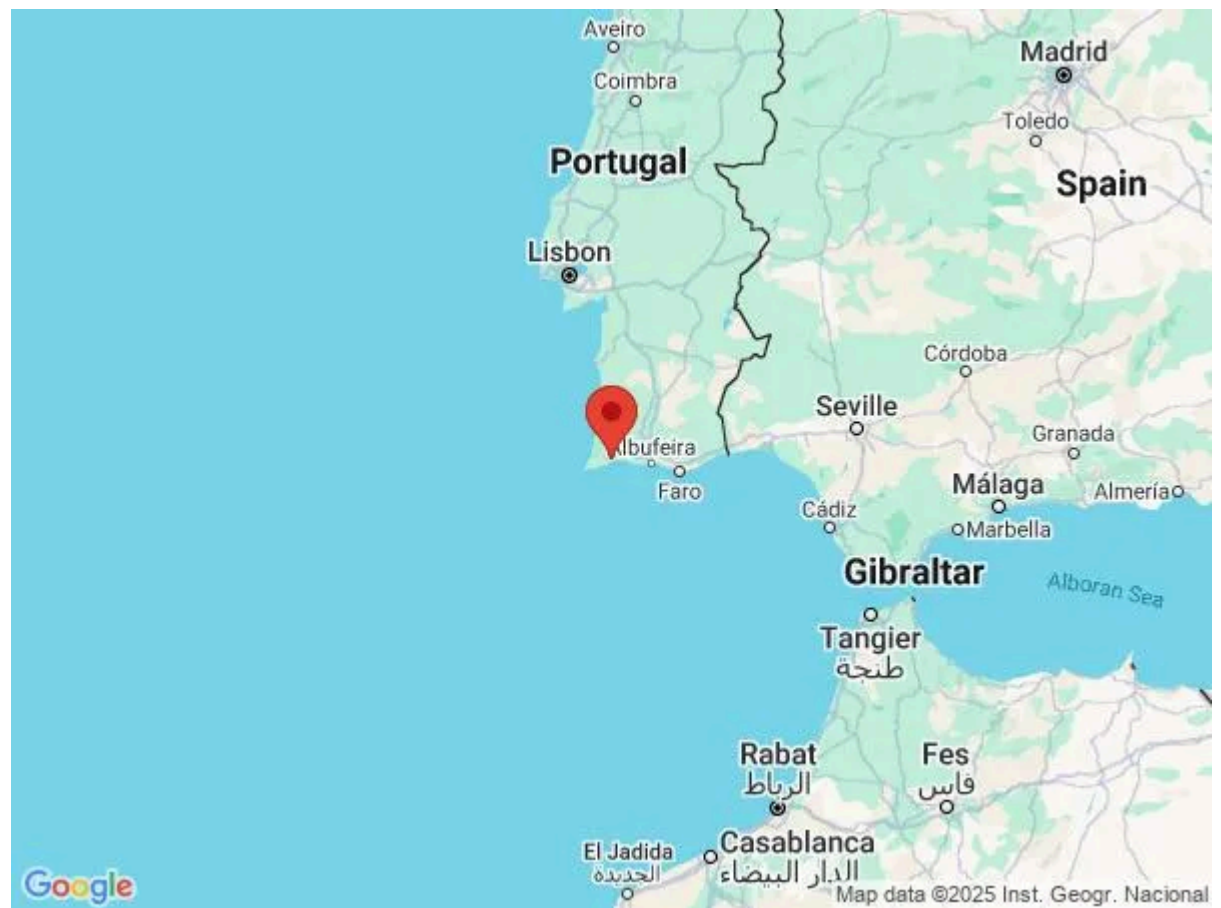 Aveiro
Coimbra
Madrid
Toledo
Portugal
Spain
Lisbon
Córdoba
Seville
Granada
Albufeira
Faro
Málaga
Almería
Cádiz
Marbella
Gibraltar
Alboran Sea
Tangier
طنجة
Rabat
الرباط
Fes
فاس
El Jadida
الجديدة
Casablanca
الدار البيضاء
Google
Map data ©2025 Inst. Geogr. Nacional